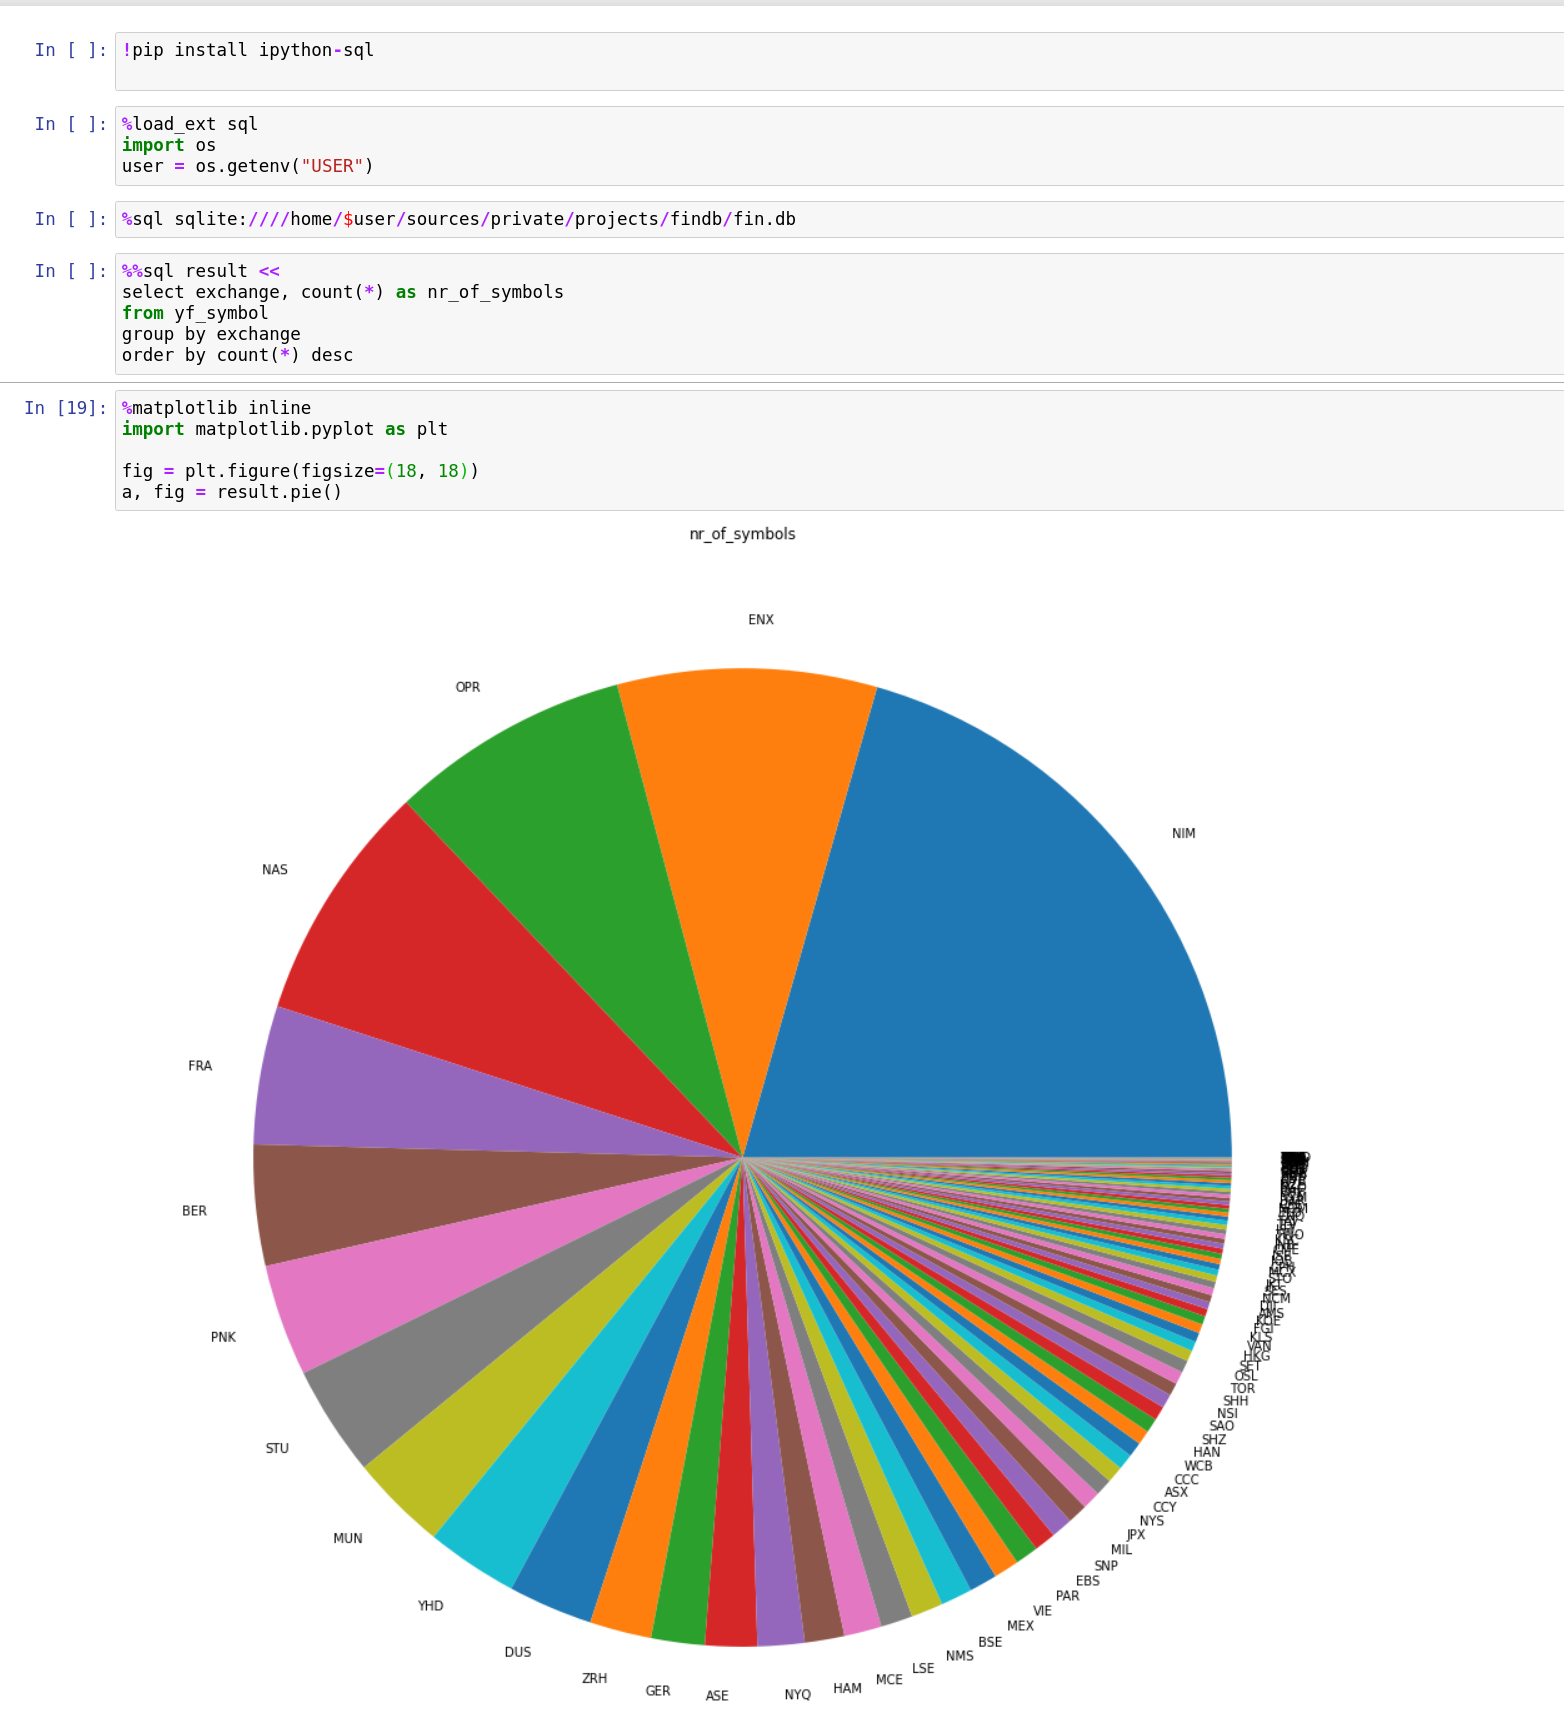 In [ ]: !pip install ipython-sql
In [ ]: %load_ext sql
import os
user = os.getenv("USER")
In [ ]: %sql sqlite:////home/$user/sources/private/projects/findb/fin.db
In [ ]: %%sql result <<
select exchange, count(*) as nr_of_symbols
from yf_symbol
group by exchange
order by count(*) desc
In [19]: %matplotlib inline
import matplotlib.pyplot as plt
fig = plt.figure(figsize=(18, 18))
a, fig = result.pie()
nr_of_symbols
ENX
OPR
NIM
NAS
FRA
BER
PNK
STU
MUN
YHD
DUS
ZRH
GER
ASE
NYQ
HAM
MCE
LSE
NMS
BSE
MEX
VIE
PAR
EBS
SNP
MIL
JPX
NYS
CCY
ASX
CCC
WCB
HAN
SHZ
SAO
NSI
SHH
TOR
OSL
SET
HKG
VAN
KLS
FGI